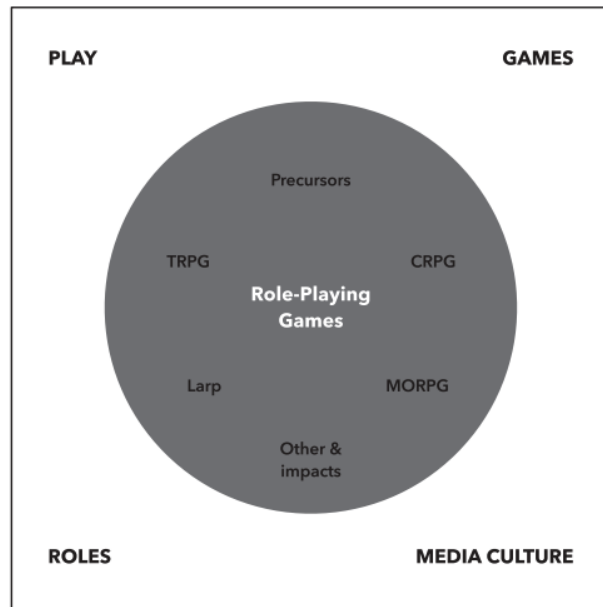 PLAY
GAMES
Precursors
TRPG
CRPG
Role-Playing
Games
Larp
MORPG
Other &
impacts
ROLES
MEDIA CULTURE